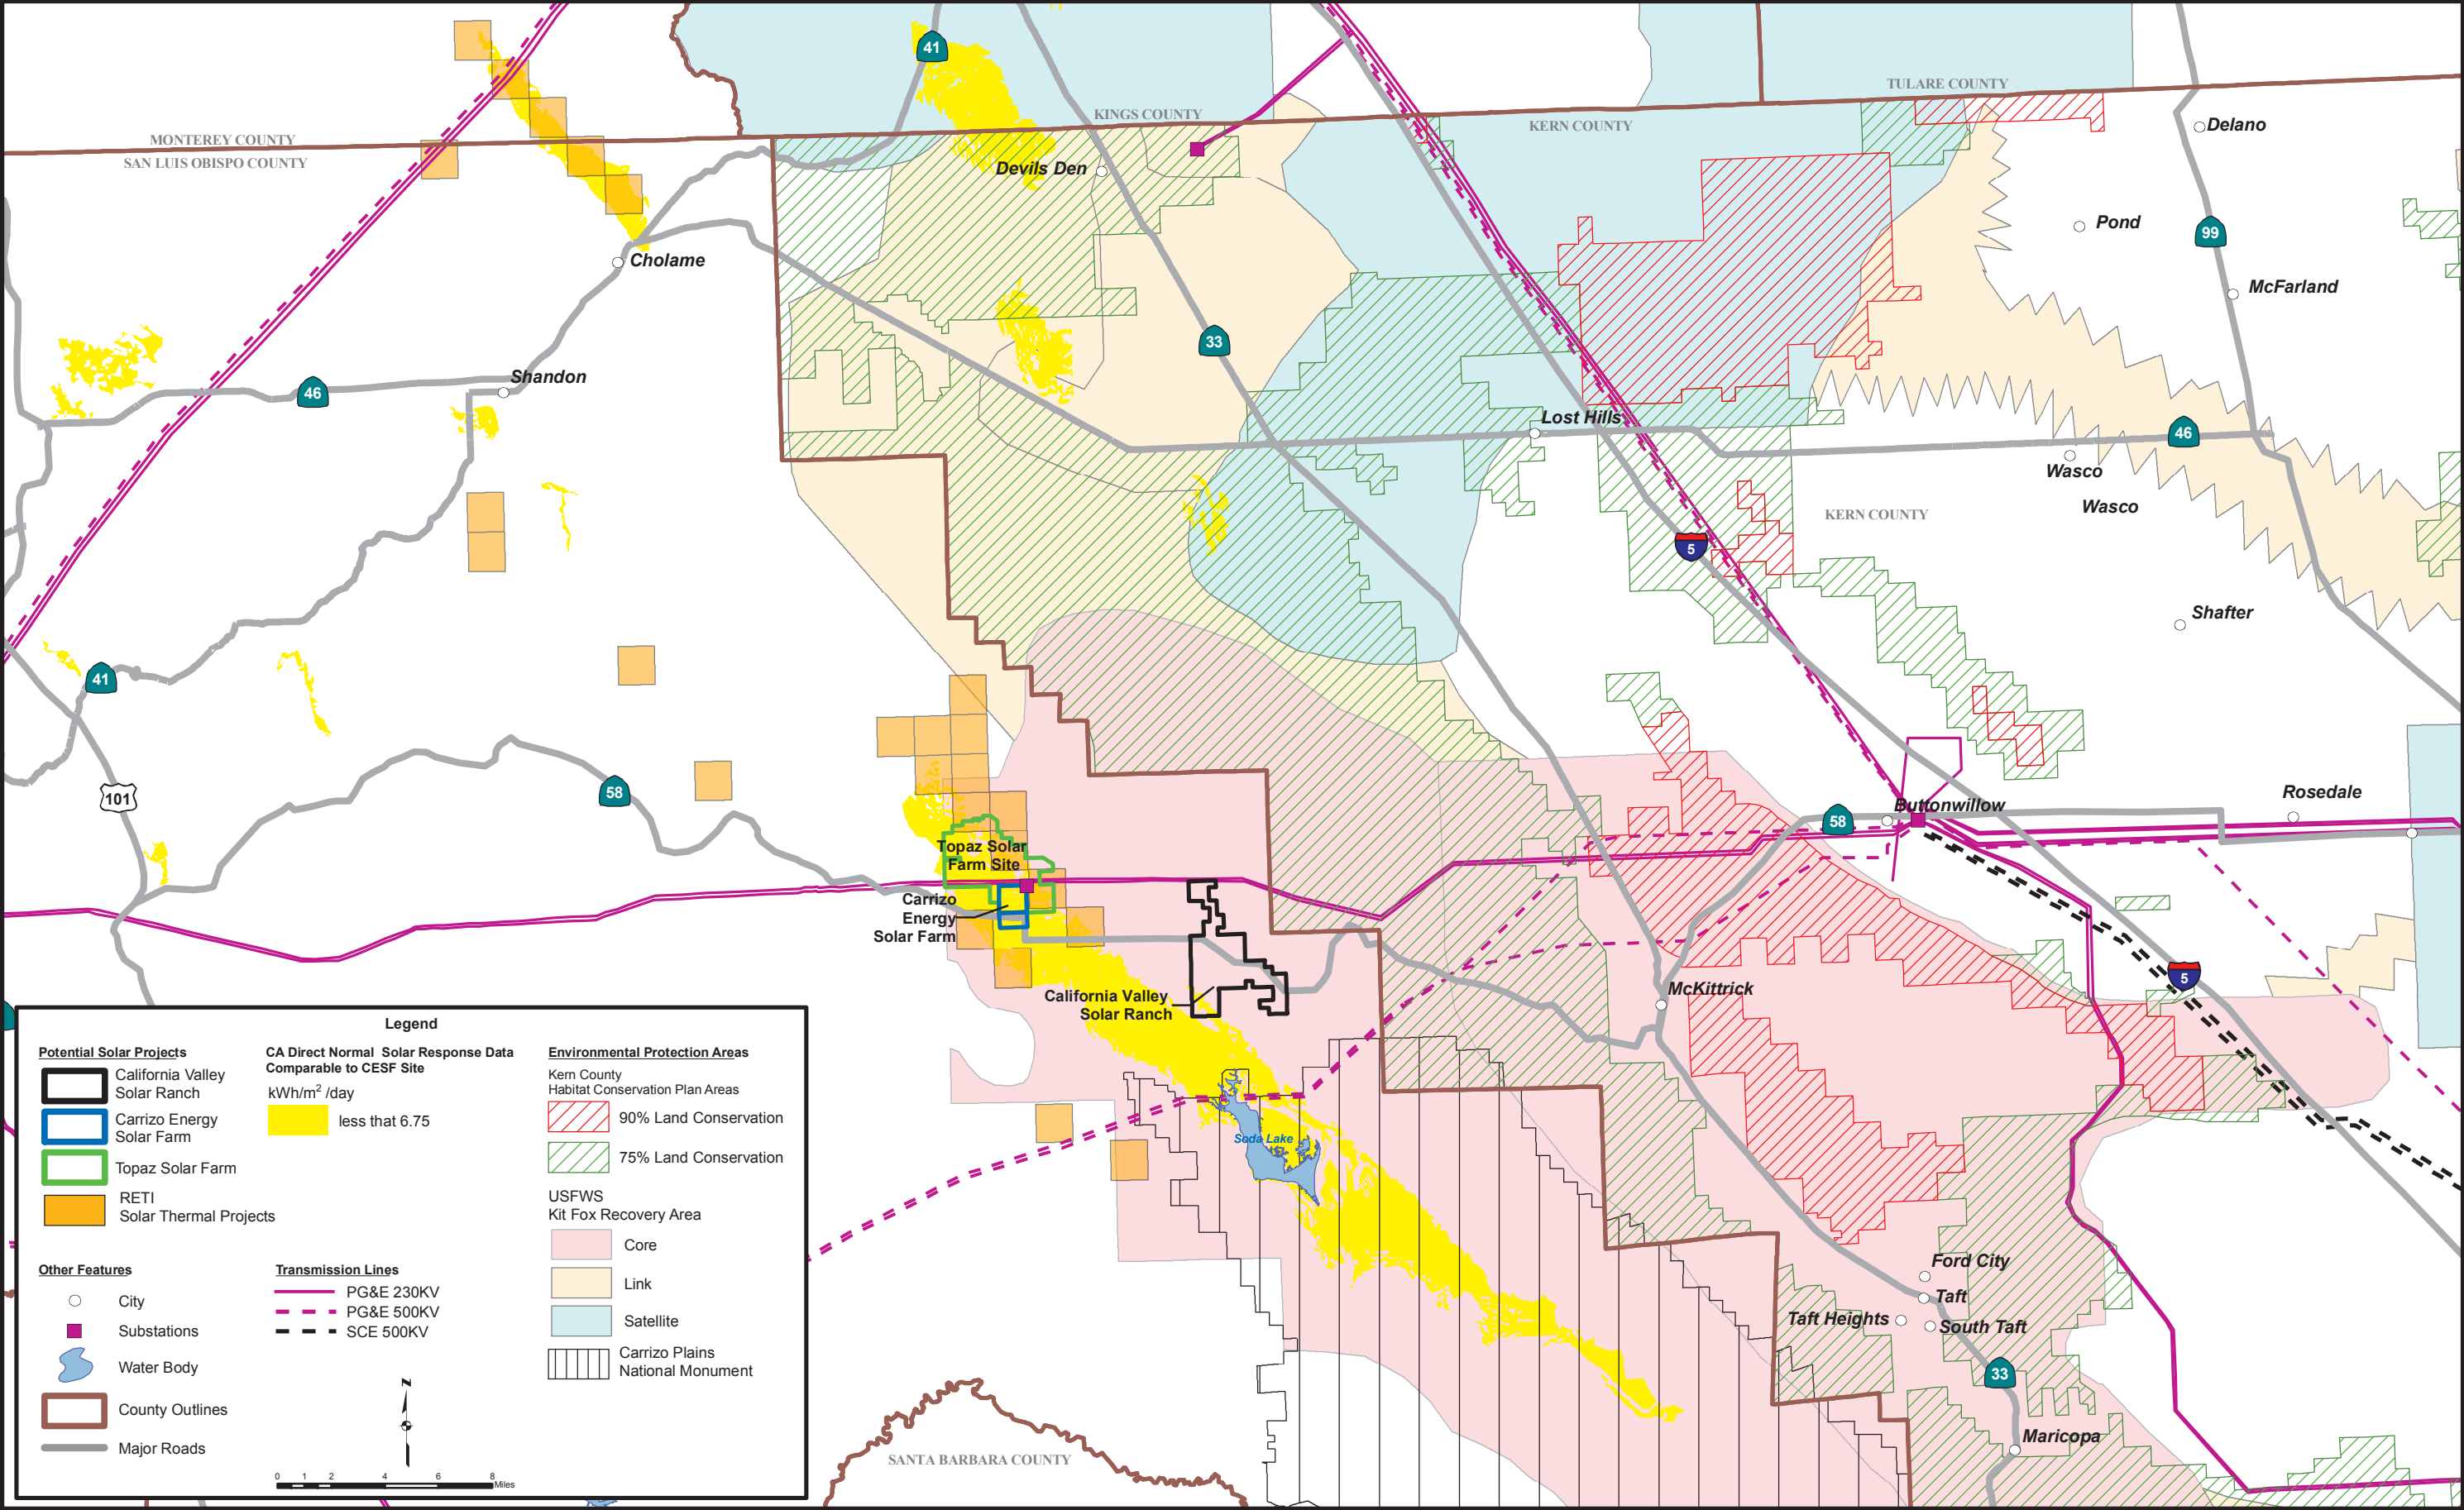 41
KINGS COUNTY
TULARE COUNTY
MONTEREY COUNTY
KERN COUNTY
Delano
SAN LUIS OBISPO COUNTY
Devils Den
Pond
99
Cholame
McFarland
33
Shandon
46
Lost Hills
46
Wasco
Wasco
KERN COUNTY
5
Shafter
41
101
58
Rosedale
Buttonwillow
58
Topaz Solar
Farm Site
Carrizo
Energy
Solar Farm
5
McKittrick
California Valley
Solar Ranch
Soda Lake
Ford City
Taft
Taft Heights
South Taft
33
Maricopa
SANTA BARBARA COUNTY
Legend
Potential Solar Projects
California Valley
Solar Ranch
Carrizo Energy
Solar Farm
Topaz Solar Farm
RETI
Solar Thermal Projects
CA Direct Normal Solar Response Data
Comparable to CESF Site
kWh/m² /day
less that 6.75
Environmental Protection Areas
Kern County
Habitat Conservation Plan Areas
90% Land Conservation
75% Land Conservation
USFWS
Kit Fox Recovery Area
Core
Link
Satellite
Carrizo Plains
National Monument
Other Features
City
Substations
Water Body
County Outlines
Major Roads
Transmission Lines
PG&E 230KV
PG&E 500KV
SCE 500KV
N
0 1 2 4 6 8
Miles